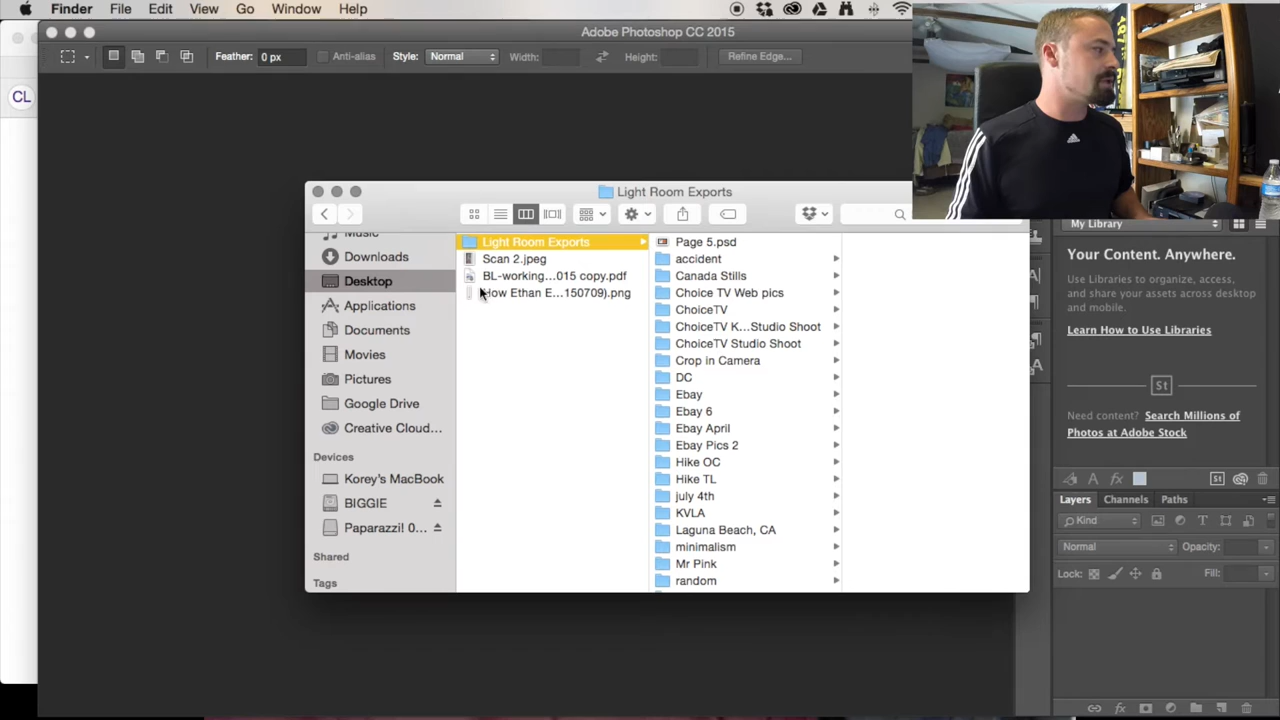 Finder File Edit View Go Window Help
Adobe Photoshop CC 2015
Feather: 0 px Anti-alias Style: Normal Width: Height: Refine Edge...
CL
Light Room Exports
Music
Downloads
Desktop
Applications
Documents
Movies
Pictures
Google Drive
Creative Cloud...
Devices
Korey's MacBook
BIGGIE
Paparazzi! 0...
Shared
Tags
Light Room Exports
Scan 2.jpeg
BL-working...015 copy.pdf
How Ethan E...150709).png
Page 5.psd
accident
Canada Stills
Choice TV Web pics
ChoiceTV
ChoiceTV K...Studio Shoot
ChoiceTV Studio Shoot
Crop in Camera
DC
Ebay
Ebay 6
Ebay April
Ebay Pics 2
Hike OC
Hike TL
july 4th
KVLA
Laguna Beach, CA
minimalism
Mr Pink
random
My Library
Your Content, Anywhere.
Use Libraries to organize, access,
and share your assets across desktop
and mobile.
Learn How to Use Libraries
St
Need content? Search Millions of
Photos at Adobe Stock
A fx St
Layers Channels Paths
Kind T
Normal Opacity:
Lock: Fill:
fx